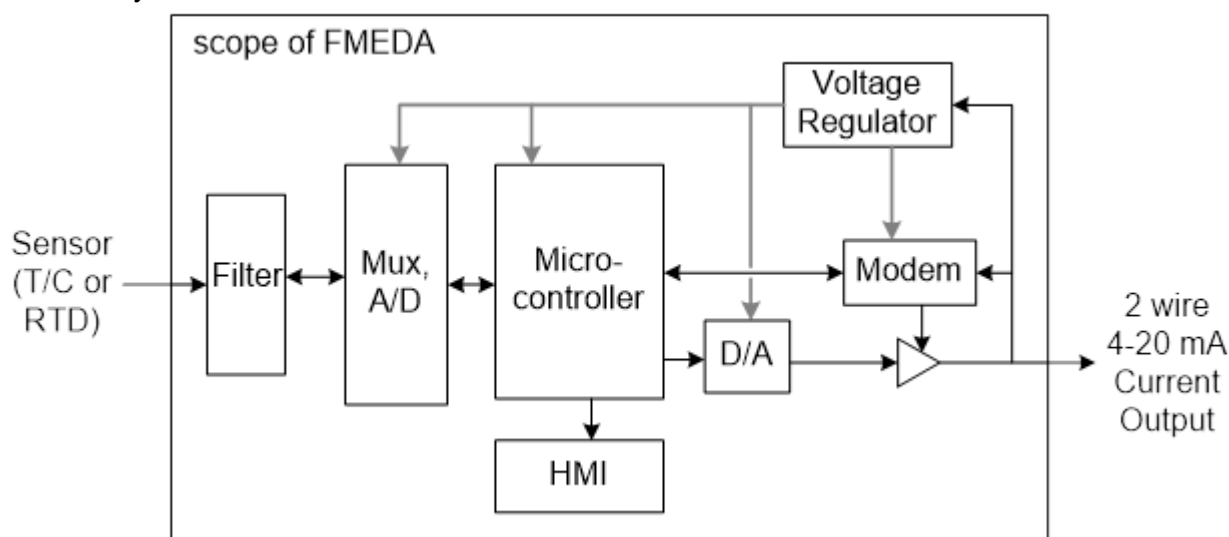 scope of FMEDA
Voltage
Regulator
Sensor
(T/C or
RTD)
Filter
Mux,
A/D
Micro-
controller
Modem
D/A
HMI
2 wire
4-20 mA
Current
Output